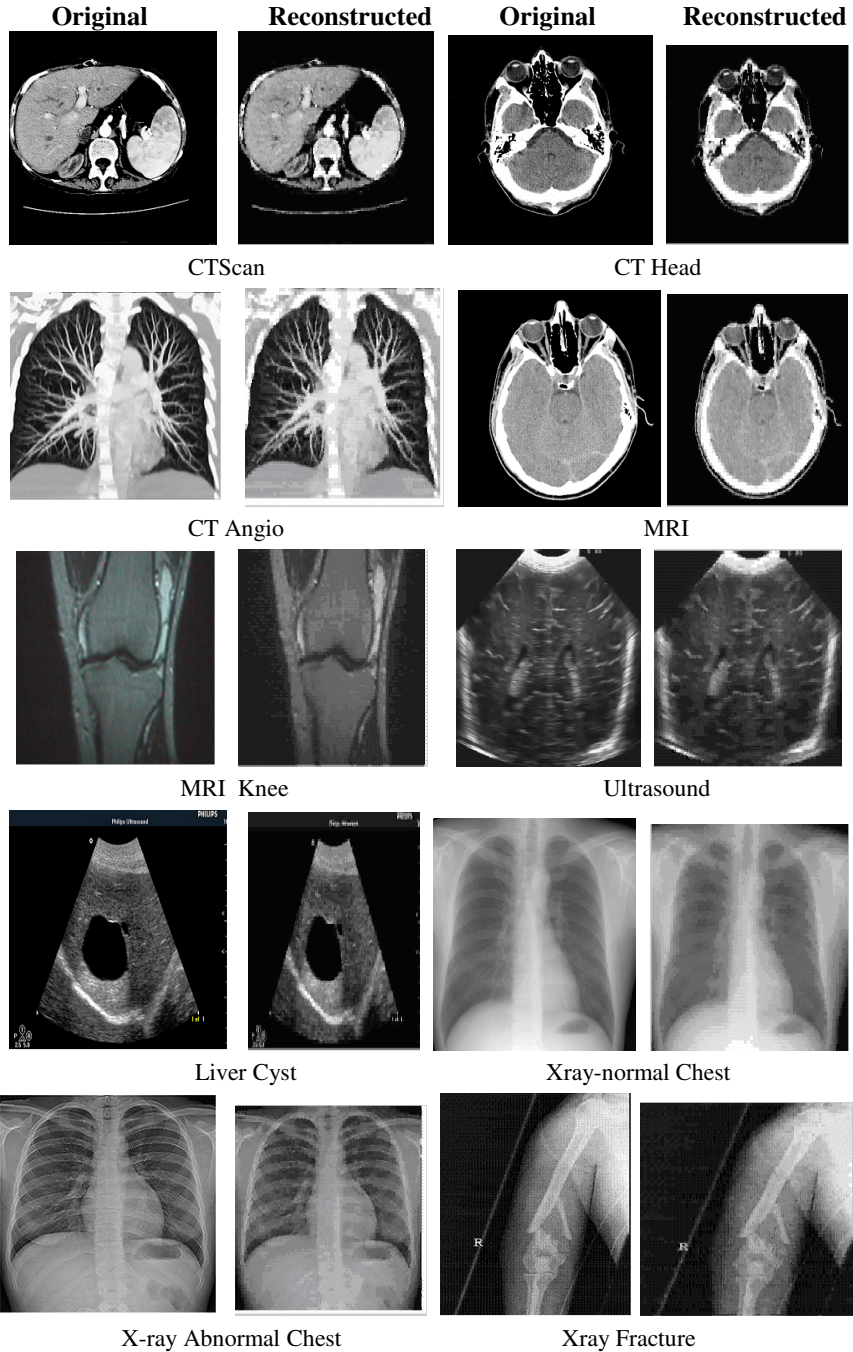 Original Reconstructed Original Reconstructed
CTScan CT Head
CT Angio MRI
MRI Knee Ultrasound
PHILIPS
Philips Ultrasound
Liver Cyst Xray-normal Chest
R R
X-ray Abnormal Chest Xray Fracture